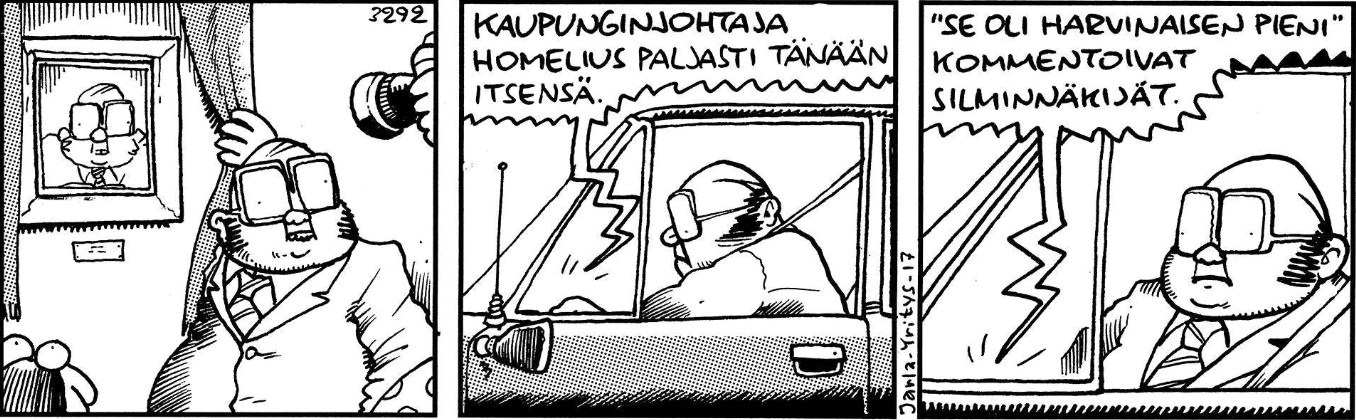 3292
KAUPUNGINJOHTAJA
HOMELIUS PALJASTI TÄNÄÄN
ITSENSÄ.
Jarla-Yritys-17
"SE OLI HARVINAISEN PIENI"
KOMMENTOIVAT
SILMINNÄKIJÄT.